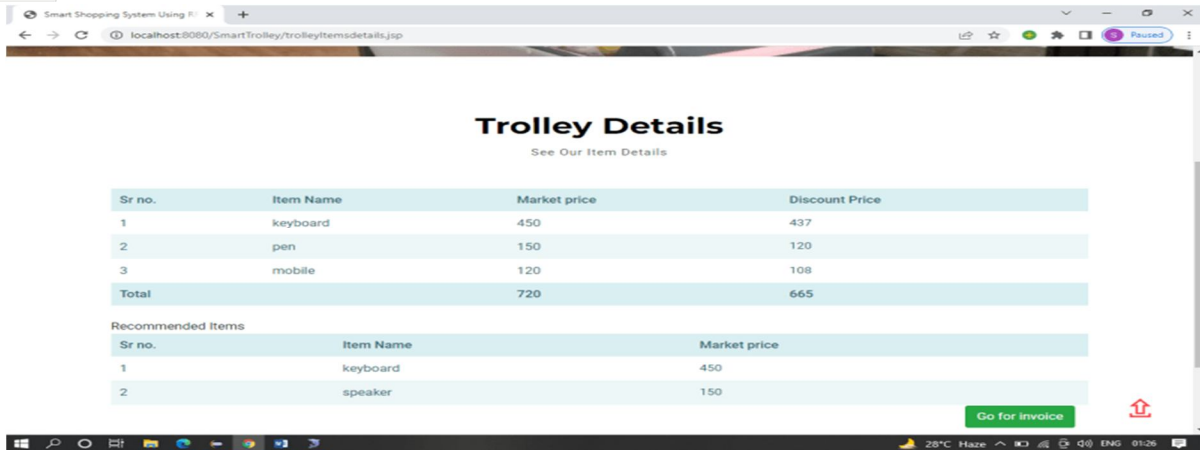 Smart Shopping System Using RF
localhost:8080/SmartTrolley/trolleyItemsdetails.jsp
S Paused
Trolley Details
See Our Item Details
Sr no. Item Name Market price Discount Price
1 keyboard 450 437
2 pen 150 120
3 mobile 120 108
Total 720 665
Recommended Items
Sr no. Item Name Market price
1 keyboard 450
2 speaker 150
Go for invoice
28°C Haze ENG 01:26